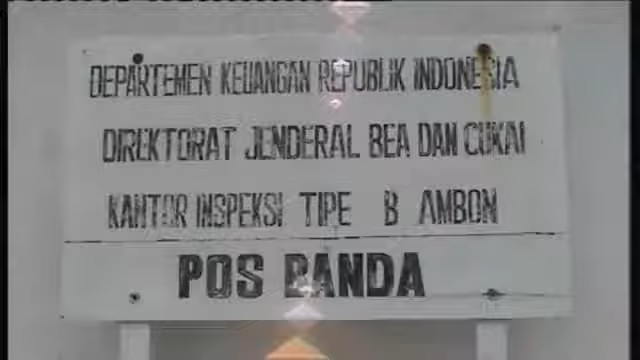 DEPARTEMEN KEUANGAN REPUBLIK INDONESIA
DIREKTORAT JENDERAL BEA DAN CUKAI
KANTOR INSPEKSI TIPE B AMBON
POS BANDA